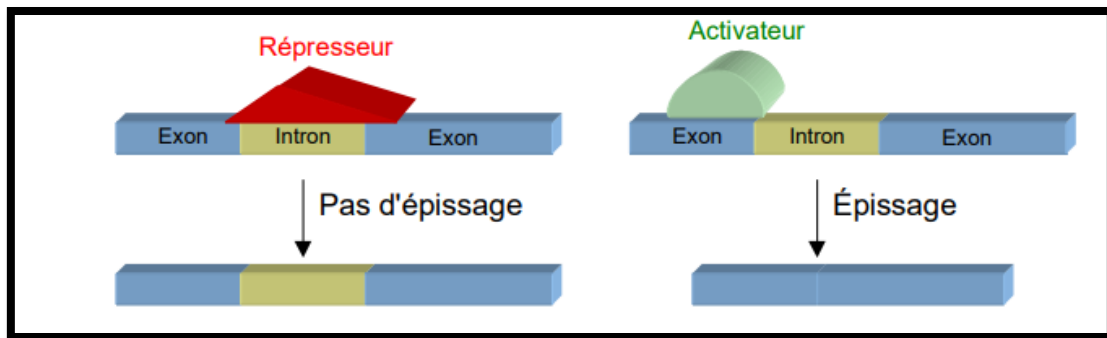 Répresseur
Activateur
Exon Intron Exon
Exon Intron Exon
Pas d'épissage
Épissage